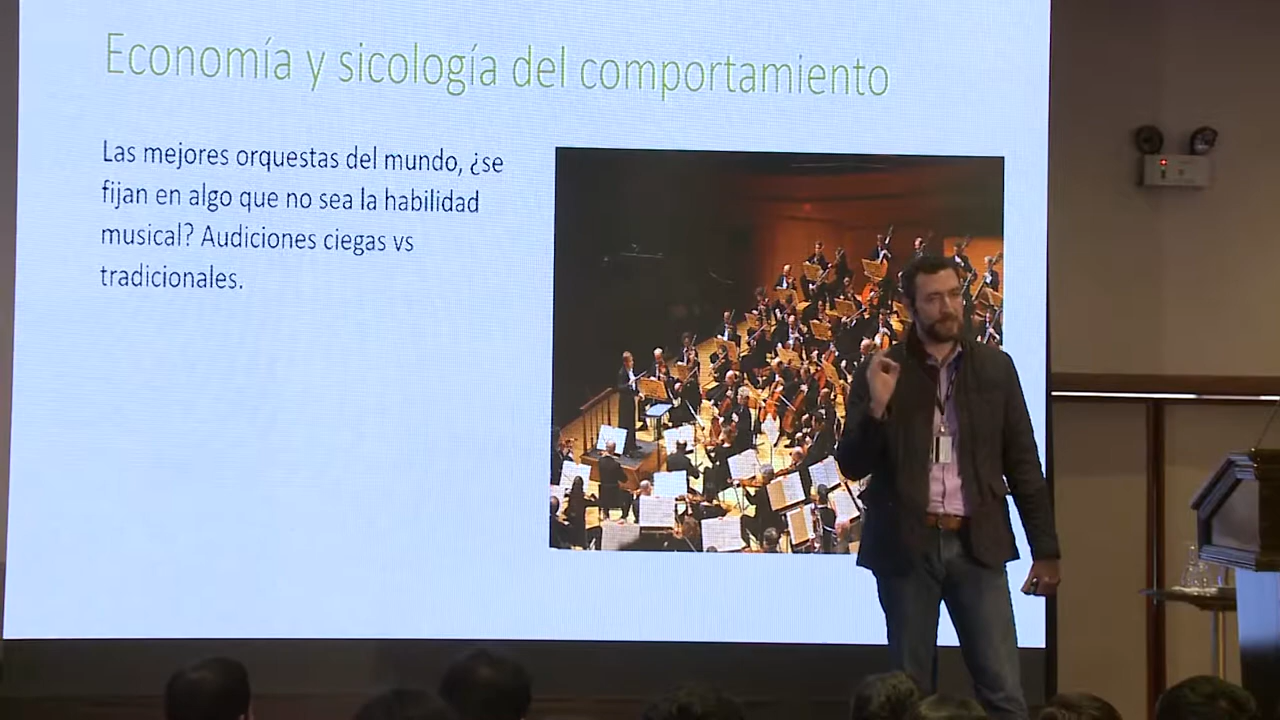 Economía y sicología del comportamiento
Las mejores orquestas del mundo, ¿se
fijan en algo que no sea la habilidad
musical? Audiciones ciegas vs
tradicionales.